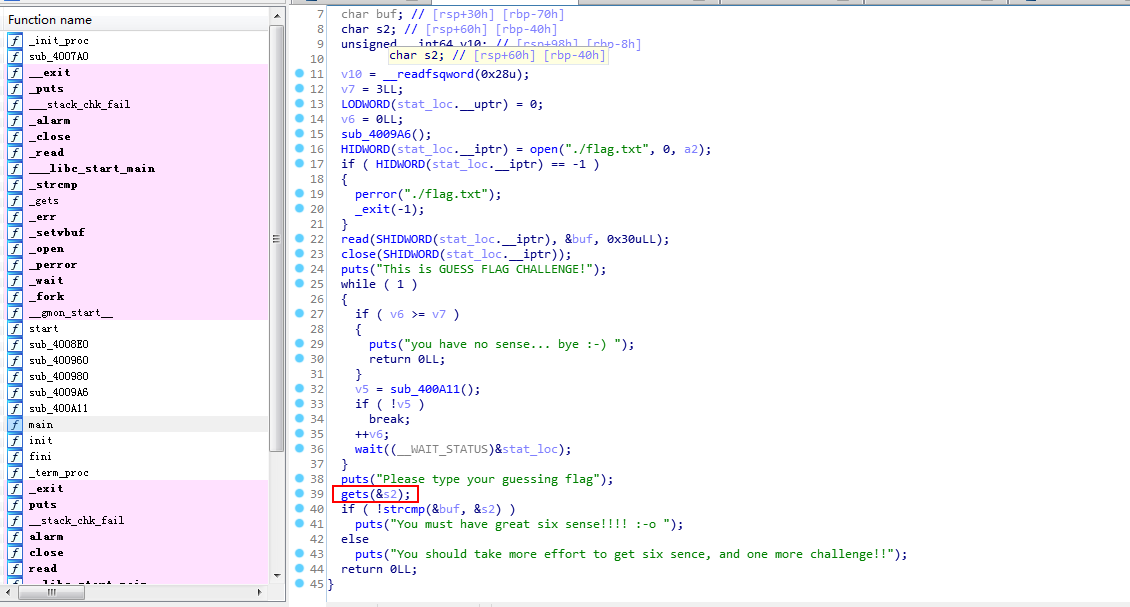 Function name
f _init_proc
f sub_4007A0
f __exit
f _puts
f ___stack_chk_fail
f _alarm
f _close
f _read
f ___libc_start_main
f _strcmp
f _gets
f _err
f _setvbuf
f _open
f _perror
f _wait
f _fork
f __gmon_start__
f start
f sub_4008E0
f sub_400960
f sub_400980
f sub_4009A6
f sub_400A11
f main
f init
f fini
f _term_proc
f _exit
f puts
f __stack_chk_fail
f alarm
f close
f read
7 char buf; // [rsp+30h] [rbp-70h]
8 char s2; // [rsp+60h] [rbp-40h]
9 unsigned __int64 v10; // [rsp+98h] [rbp-8h]
char s2; // [rsp+60h] [rbp-40h]
10
11 v10 = __readfsqword(0x28u);
12 v7 = 3LL;
13 LODWORD(stat_loc.__uptr) = 0;
14 v6 = 0LL;
15 sub_4009A6();
16 HIDWORD(stat_loc.__iptr) = open("./flag.txt", 0, a2);
17 if ( HIDWORD(stat_loc.__iptr) == -1 )
18 {
19 perror("./flag.txt");
20 _exit(-1);
21 }
22 read(SHIDWORD(stat_loc.__iptr), &buf, 0x30uLL);
23 close(SHIDWORD(stat_loc.__iptr));
24 puts("This is GUESS FLAG CHALLENGE!");
25 while ( 1 )
26 {
27 if ( v6 >= v7 )
28 {
29 puts("you have no sense... bye :-) ");
30 return 0LL;
31 }
32 v5 = sub_400A11();
33 if ( !v5 )
34 break;
35 ++v6;
36 wait((__WAIT_STATUS)&stat_loc);
37 }
38 puts("Please type your guessing flag");
39 gets(&s2);
40 if ( !strcmp(&buf, &s2) )
41 puts("You must have great six sense!!!! :-o ");
42 else
43 puts("You should take more effort to get six sence, and one more challenge!!");
44 return 0LL;
45 }